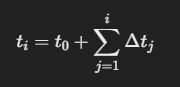 $t_i = t_0 + \sum_{j=1}^{i} \Delta t_j$